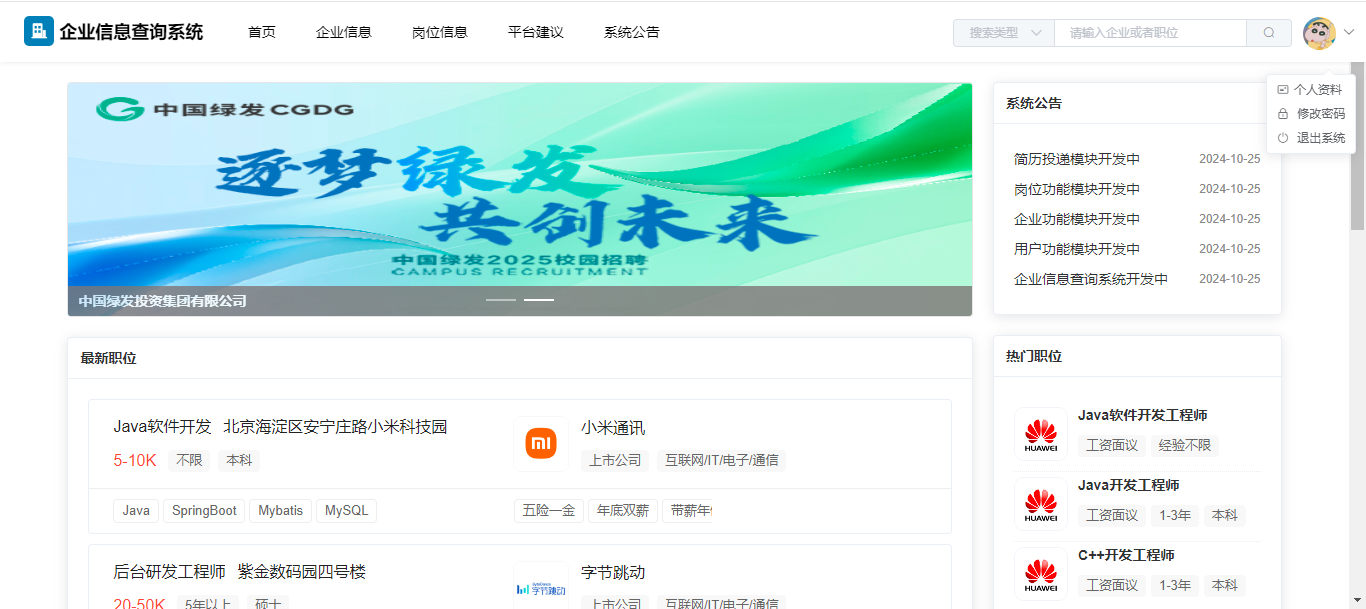 企业信息查询系统 首页 企业信息 岗位信息 平台建议 系统公告 搜索类型 请输入企业或者职位
个人资料
修改密码
退出系统
中国绿发CGDG
逐梦绿发
共创未来
中国绿发2025校园招聘
CAMPUS RECRUITMENT
中国绿发投资集团有限公司
系统公告
简历投递模块开发中 2024-10-25
岗位功能模块开发中 2024-10-25
企业功能模块开发中 2024-10-25
用户功能模块开发中 2024-10-25
企业信息查询系统开发中 2024-10-25
最新职位
Java软件开发 北京海淀区安宁庄路小米科技园
5-10K 不限 本科
mi
小米通讯
上市公司 互联网/IT/电子/通信
Java SpringBoot Mybatis MySQL
五险一金 年底双薪 带薪年
后台研发工程师 紫金数码园四号楼
20-50K 5年以上 硕士
字节跳动
字节跳动
上市公司 互联网/IT/电子/通信
热门职位
HUAWEI
Java软件开发工程师
工资面议 经验不限
HUAWEI
Java开发工程师
工资面议 1-3年 本科
HUAWEI
C++开发工程师
工资面议 1-3年 本科